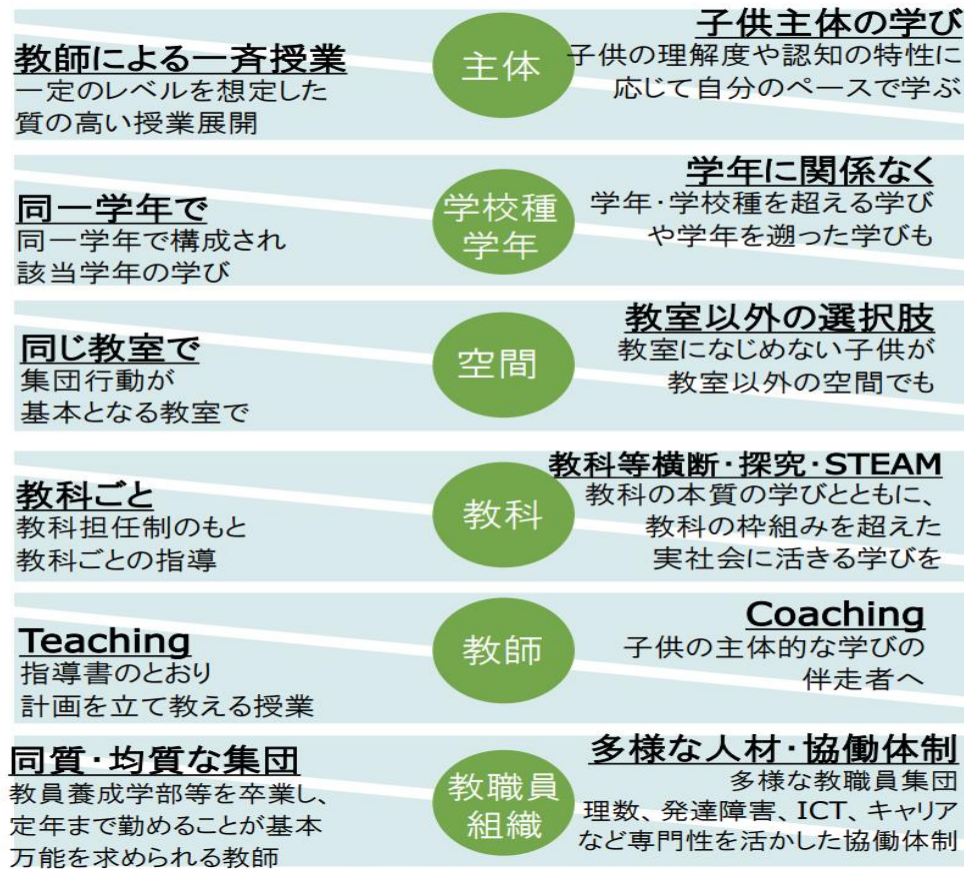 教師による一斉授業
一定のレベルを想定した
質の高い授業展開
主体
子供主体の学び
子供の理解度や認知の特性に
応じて自分のペースで学ぶ
同一学年で
同一学年で構成され
該当学年の学び
学校種
学年
学年に関係なく
学年・学校種を超える学び
や学年を遡った学びも
同じ教室で
集団行動が
基本となる教室で
空間
教室以外の選択肢
教室になじめない子供が
教室以外の空間でも
教科ごと
教科担任制のもと
教科ごとの指導
教科
教科等横断・探究・STEAM
教科の本質の学びとともに、
教科の枠組みを超えた
実社会に活きる学びを
Teaching
指導書のとおり
計画を立て教える授業
教師
Coaching
子供の主体的な学びの
伴走者へ
同質・均質な集団
教員養成学部等を卒業し、
定年まで勤めることが基本
万能を求められる教師
教職員
組織
多様な人材・協働体制
多様な教職員集団
理数、発達障害、ICT、キャリア
など専門性を活かした協働体制